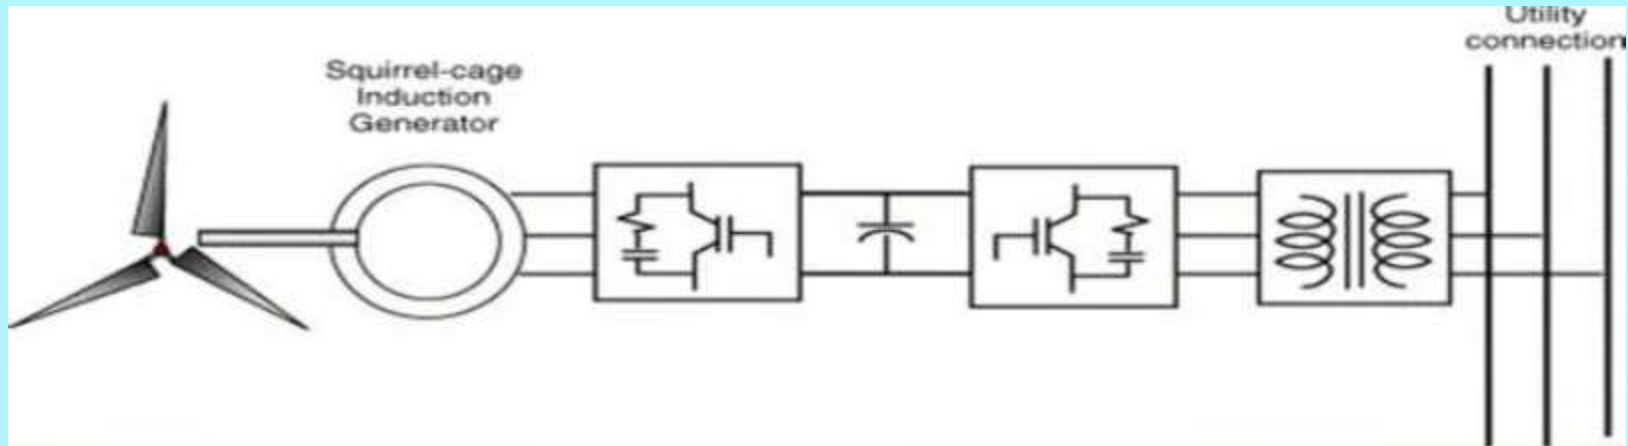 Squirrel-cage
Induction
Generator
Utility
connection